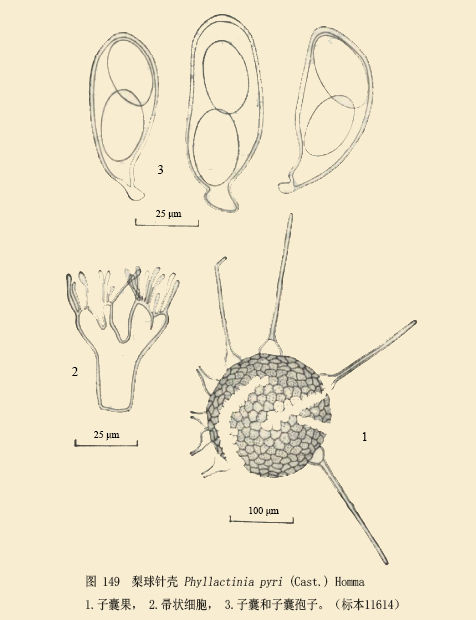 3
25 μm
2
25 μm
1
100 μm
图 149 梨球针壳 Phyllactinia pyri (Cast.) Homma
1.子囊果， 2.帚状细胞， 3.子囊和子囊孢子。（标本11614）